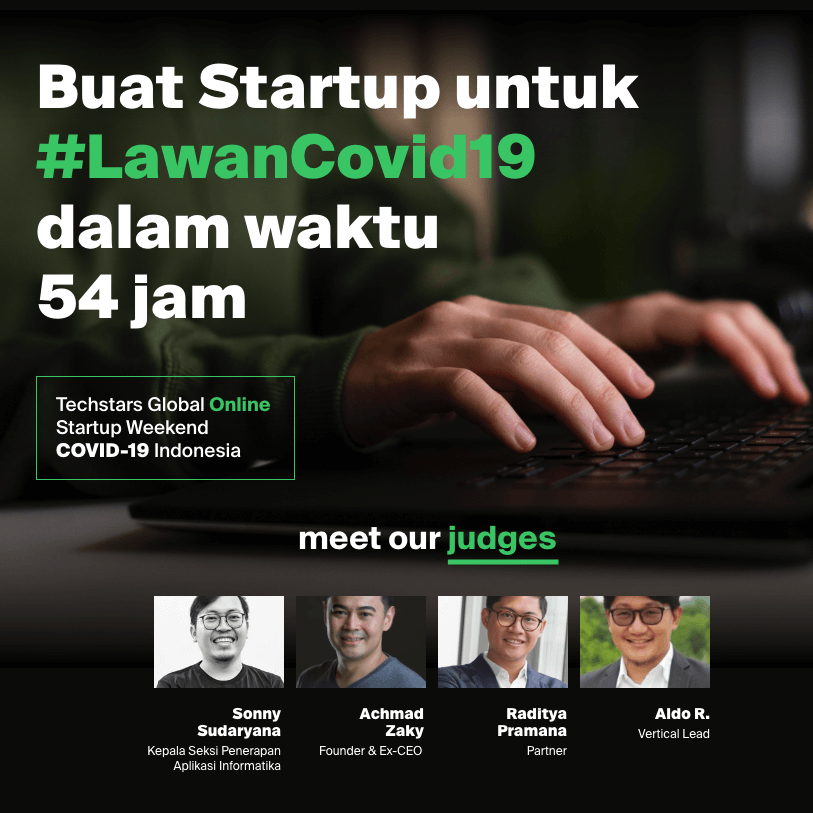 Buat Startup untuk
#LawanCovid19
dalam waktu
54 jam
Techstars Global Online
Startup Weekend
COVID-19 Indonesia
meet our judges
Sonny
Sudaryana
Kepala Seksi Penerapan
Aplikasi Informatika
Achmad
Zaky
Founder & Ex-CEO
Raditya
Pramana
Partner
Aldo R.
Vertical Lead